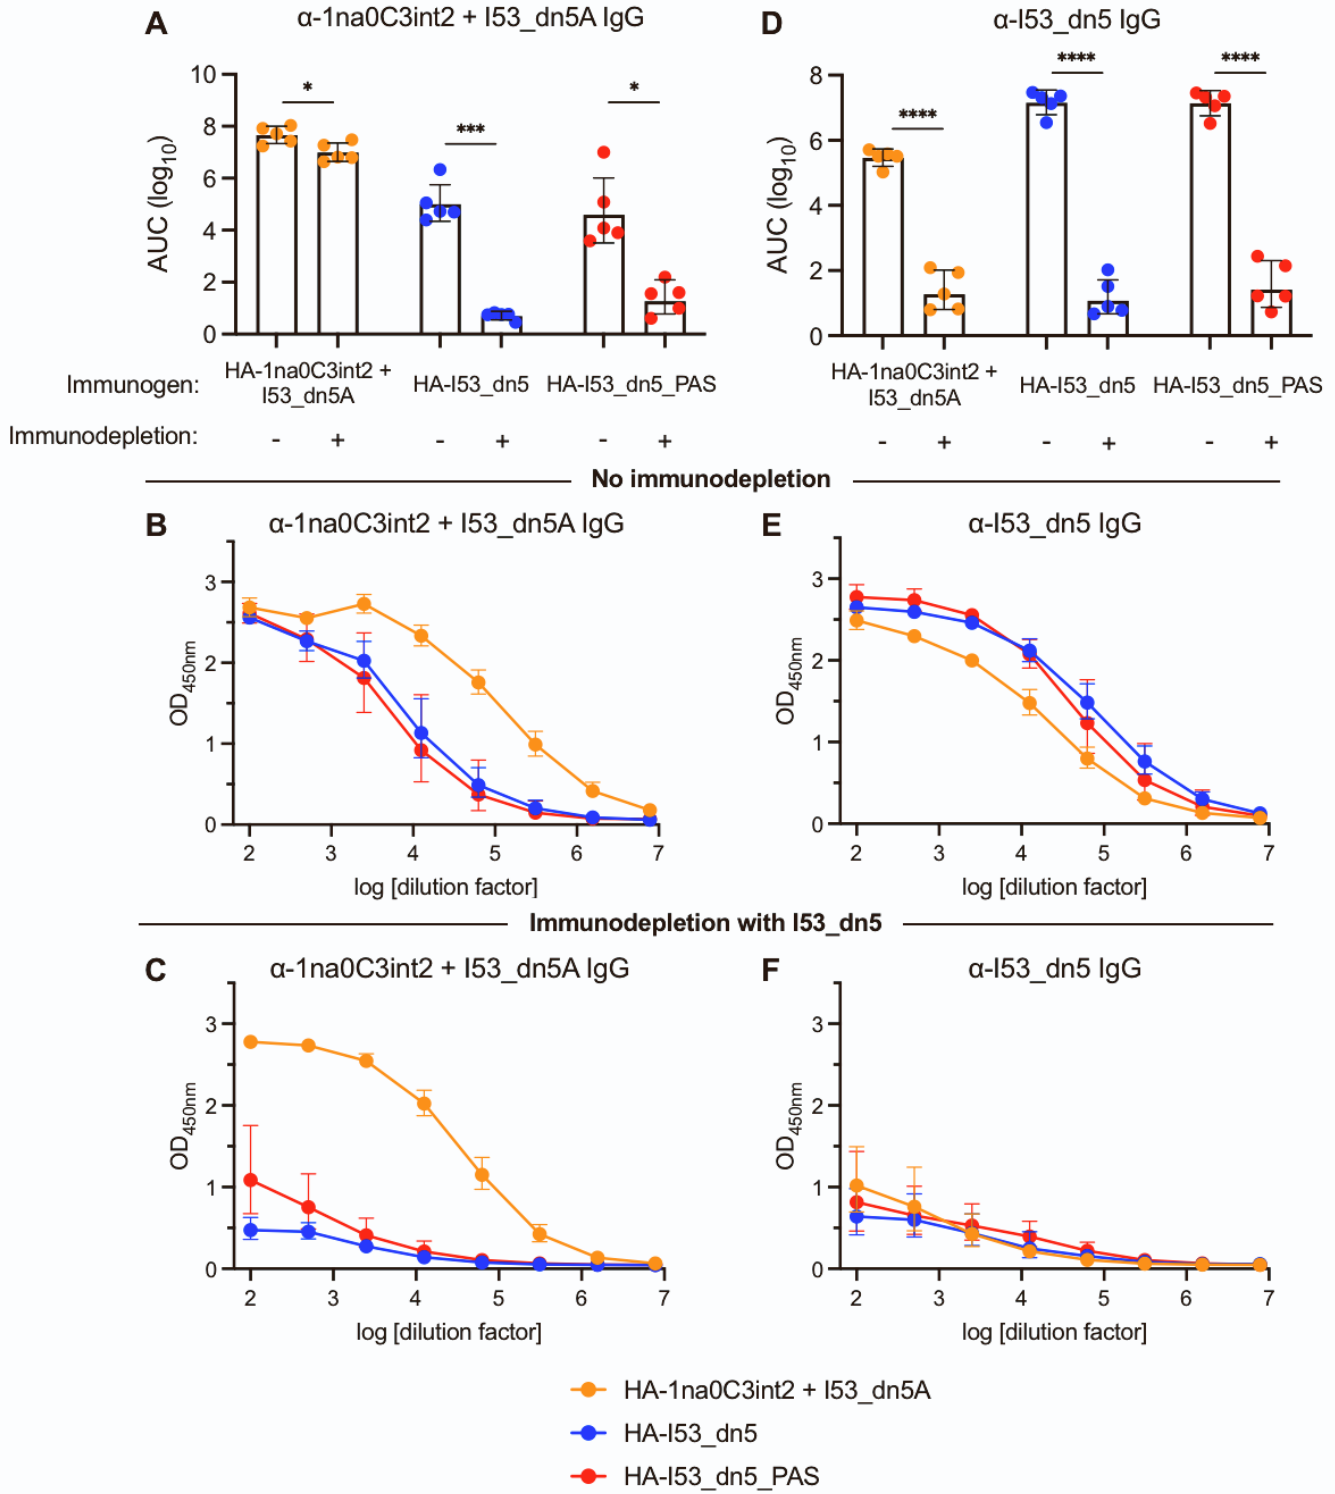 A
α-1na0C3int2 + I53_dn5A IgG
AUC (log10)
10
8
6
4
2
0
*
***
*
Immunogen:
HA-1na0C3int2 +
I53_dn5A
HA-I53_dn5
HA-I53_dn5_PAS
Immunodepletion:
- + - + - +
D
α-I53_dn5 IgG
AUC (log10)
8
6
4
2
0
****
****
****
HA-1na0C3int2 +
I53_dn5A
HA-I53_dn5
HA-I53_dn5_PAS
- + - + - +
No immunodepletion
B
α-1na0C3int2 + I53_dn5A IgG
OD450nm
3
2
1
0
2 3 4 5 6 7
log [dilution factor]
E
α-I53_dn5 IgG
OD450nm
3
2
1
0
2 3 4 5 6 7
log [dilution factor]
Immunodepletion with I53_dn5
C
α-1na0C3int2 + I53_dn5A IgG
OD450nm
3
2
1
0
2 3 4 5 6 7
log [dilution factor]
F
α-I53_dn5 IgG
OD450nm
3
2
1
0
2 3 4 5 6 7
log [dilution factor]
HA-1na0C3int2 + I53_dn5A
HA-I53_dn5
HA-I53_dn5_PAS